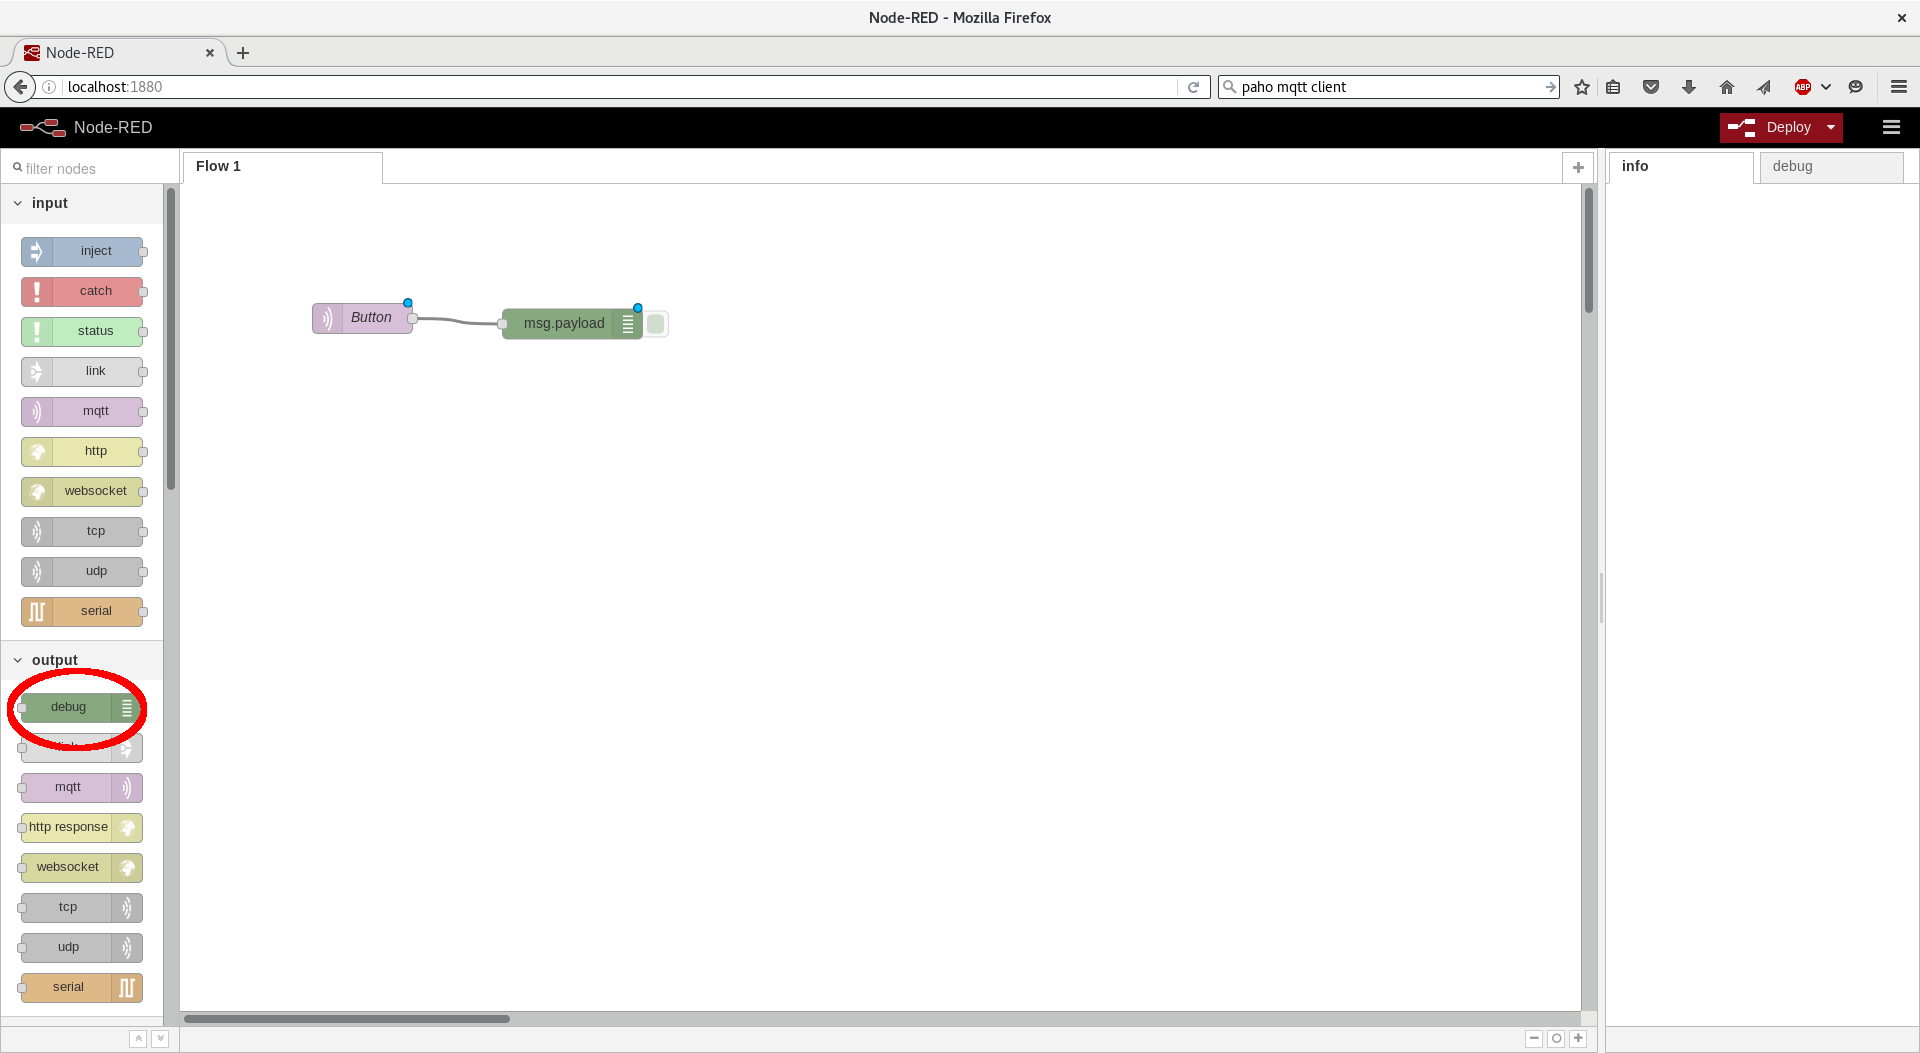 Node-RED - Mozilla Firefox
Node-RED
localhost:1880
paho mqtt client
ABP
Node-RED
Deploy
filter nodes
Flow 1
info
debug
input
inject
catch
status
link
mqtt
http
websocket
tcp
udp
serial
Button
msg.payload
output
debug
mqtt
http response
websocket
tcp
udp
serial